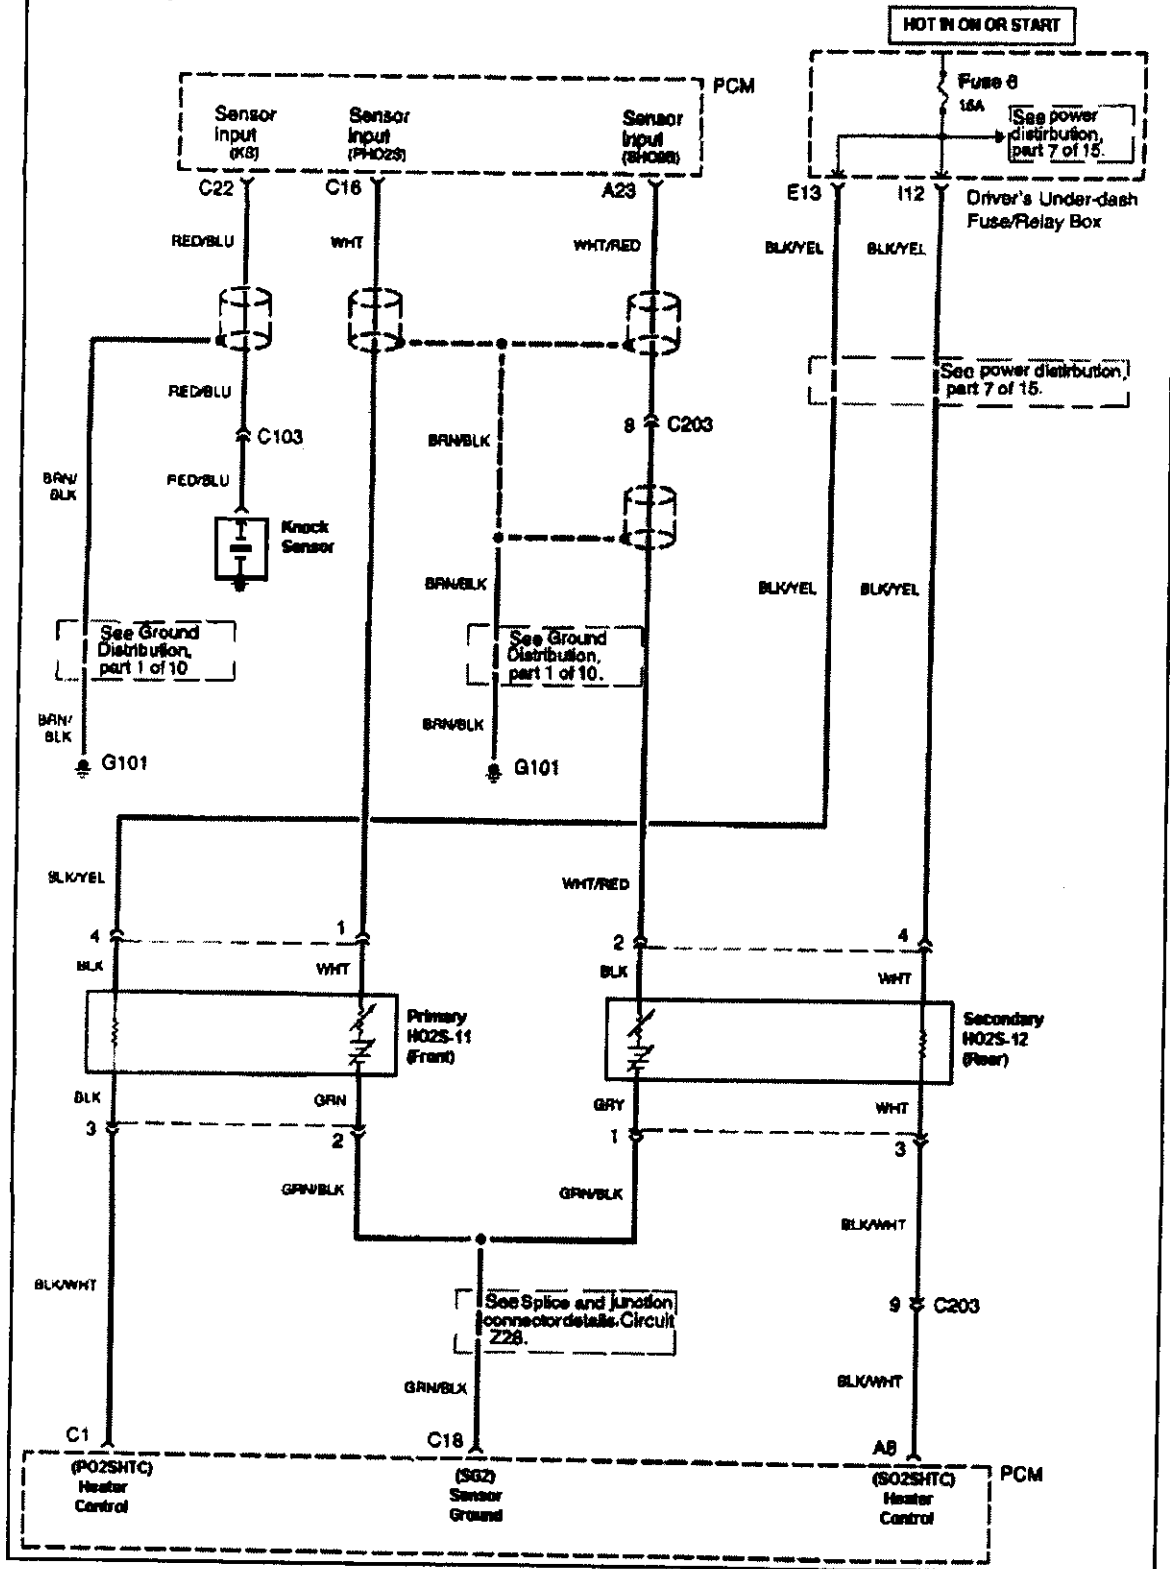 HOT IN ON OR START
PCM
Fuse 6
15A
See power
distirbution,
part 7 of 15.
Sensor
Input
(KS)
Sensor
Input
(PHO2S)
Sensor
Input
C22
C16
A23
E13
I12
Driver's Under-dash
Fuse/Relay Box
RED/BLU
WHT
WHT/RED
BLK/YEL
BLK/YEL
See power distirbution,
part 7 of 15.
RED/BLU
C103
BRN/BLK
8
C203
BRN/
BLK
RED/BLU
Knock
Sensor
BRN/BLK
BLK/YEL
BLK/YEL
See Ground
Distribution,
part 1 of 10
See Ground
Distribution,
part 1 of 10.
BRN/
BLK
BRN/BLK
G101
G101
BLK/YEL
WHT/RED
4
1
2
4
BLK
WHT
BLK
WHT
Primary
HO2S-11
(Front)
Secondary
HO2S-12
(Rear)
BLK
GRN
GRY
WHT
3
2
1
3
GRN/BLK
GRN/BLK
BLK/WHT
BLK/WHT
See Splice and junction
connector details. Circuit
Z28.
9
C203
GRN/BLK
BLK/WHT
C1
C18
A8
(PO2SHTC)
Heater
Control
(SG2)
Sensor
Ground
(SO2SHTC)
Heater
Control
PCM